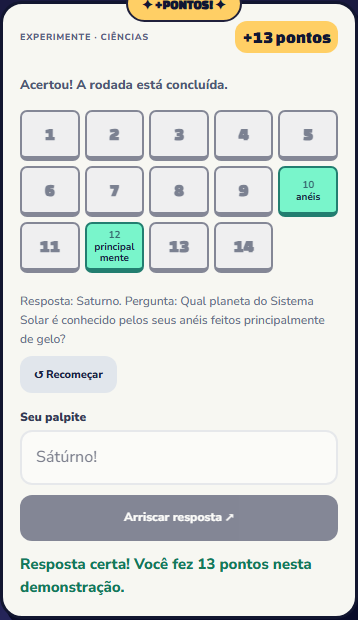 ✦ +PONTOS! ✦
EXPERIMENTE · CIÊNCIAS
+13 pontos
Acertou! A rodada está concluída.
1 2 3 4 5
6 7 8 9 10
anéis
11 12 13 14
principal
mente
Resposta: Saturno. Pergunta: Qual planeta do Sistema
Solar é conhecido pelos seus anéis feitos principalmente
de gelo?
↺ Recomeçar
Seu palpite
Sátúrno!
Arriscar resposta ↗
Resposta certa! Você fez 13 pontos nesta
demonstração.